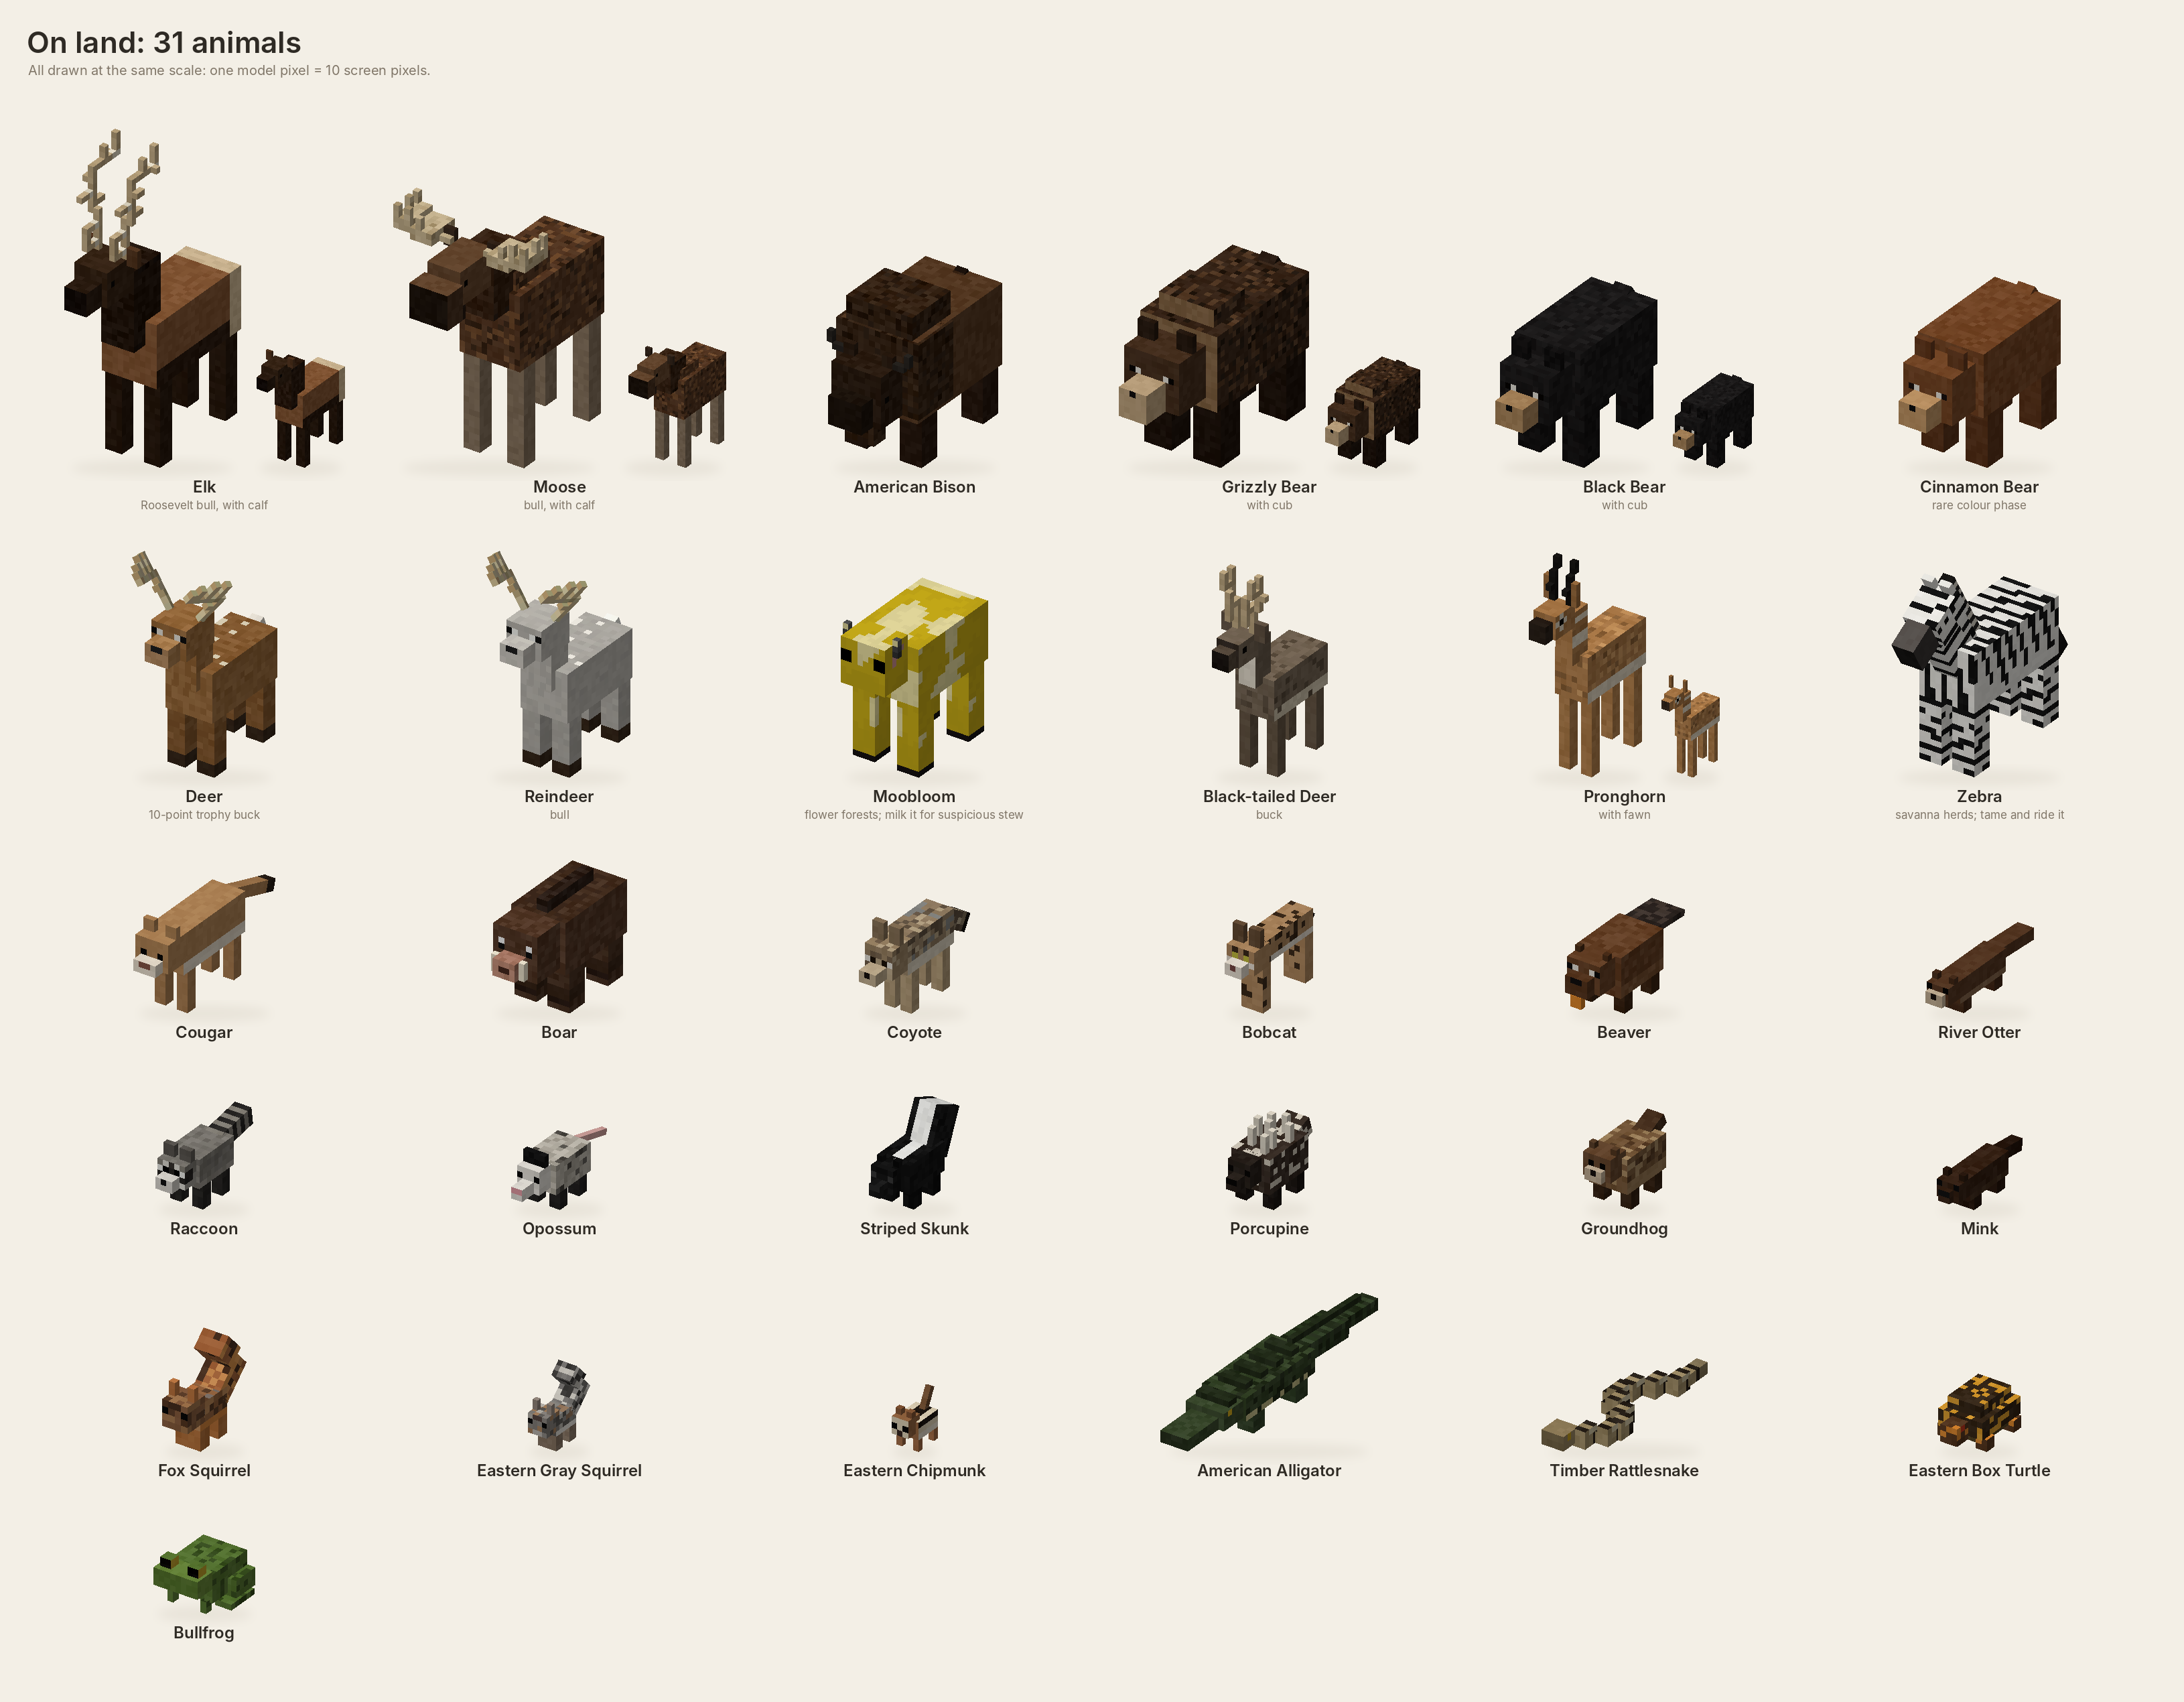 On land: 31 animals
All drawn at the same scale: one model pixel = 10 screen pixels.
Elk
Roosevelt bull, with calf
Moose
bull, with calf
American Bison
Grizzly Bear
with cub
Black Bear
with cub
Cinnamon Bear
rare colour phase
Deer
10-point trophy buck
Reindeer
bull
Moobloom
flower forests; milk it for suspicious stew
Black-tailed Deer
buck
Pronghorn
with fawn
Zebra
savanna herds; tame and ride it
Cougar
Boar
Coyote
Bobcat
Beaver
River Otter
Raccoon
Opossum
Striped Skunk
Porcupine
Groundhog
Mink
Fox Squirrel
Eastern Gray Squirrel
Eastern Chipmunk
American Alligator
Timber Rattlesnake
Eastern Box Turtle
Bullfrog